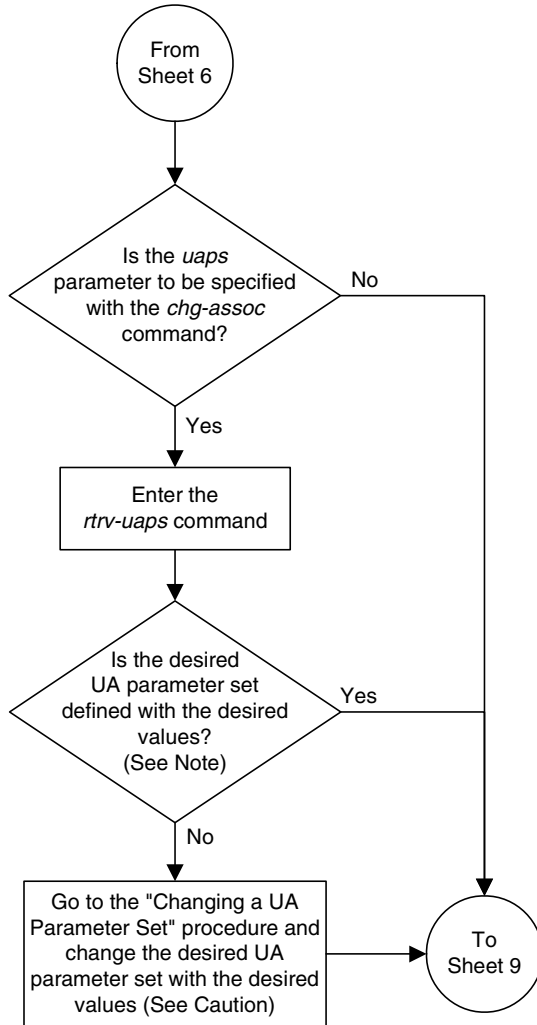 From
Sheet 6
Is the uaps
parameter to be specified
with the chg-assoc
command?
No
Yes
Enter the
rtrv-uaps command
Is the desired
UA parameter set
defined with the desired
values?
(See Note)
Yes
No
Go to the "Changing a UA
Parameter Set" procedure and
change the desired UA
parameter set with the desired
values (See Caution)
To
Sheet 9